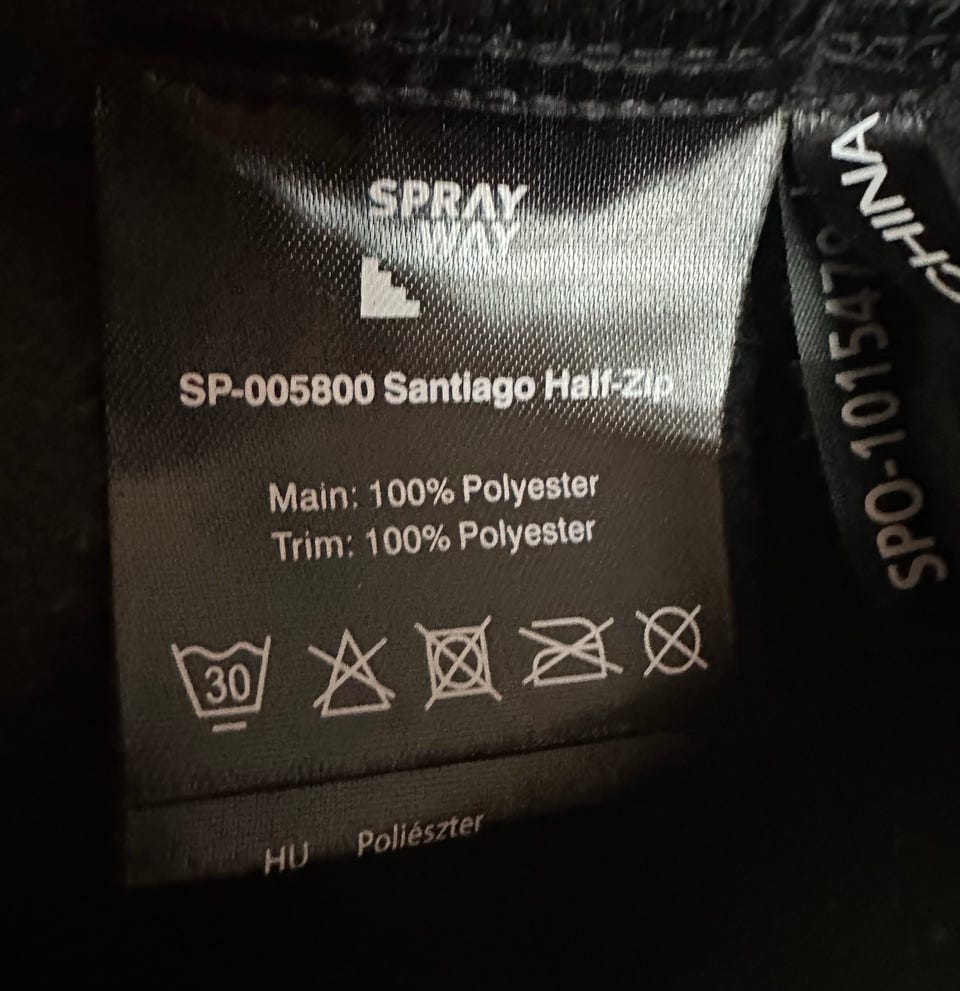 SPRAY
WAY
SP-005800 Santiago Half-Zip
Main: 100% Polyester
Trim: 100% Polyester
30
HU Poliészter
CHINA